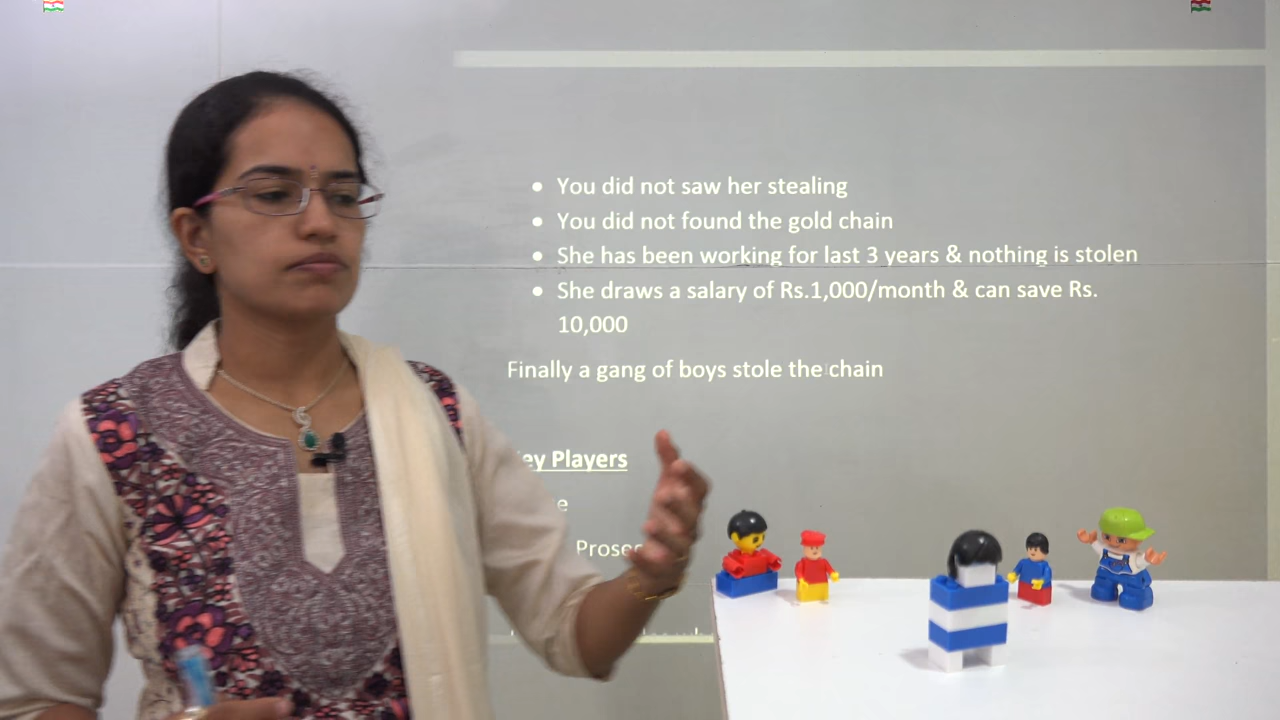 You did not saw her stealing
You did not found the gold chain
She has been working for last 3 years & nothing is stolen
She draws a salary of Rs.1,000/month & can save Rs.
10,000
Finally a gang of boys stole the chain
Players